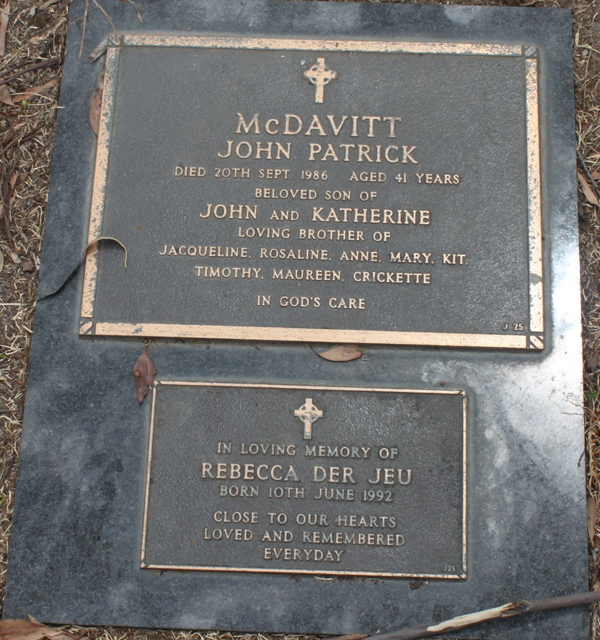 McDAVITT
JOHN PATRICK
DIED 20TH SEPT. 1986 AGED 41 YEARS
BELOVED SON OF
JOHN AND KATHERINE
LOVING BROTHER OF
JACQUELINE, ROSALINE, ANNE, MARY, KIT,
TIMOTHY, MAUREEN, CRICKETTE
IN GOD'S CARE
J 25
IN LOVING MEMORY OF
REBECCA DER JEU
BORN 10TH JUNE 1992
CLOSE TO OUR HEARTS
LOVED AND REMEMBERED
EVERYDAY
J25